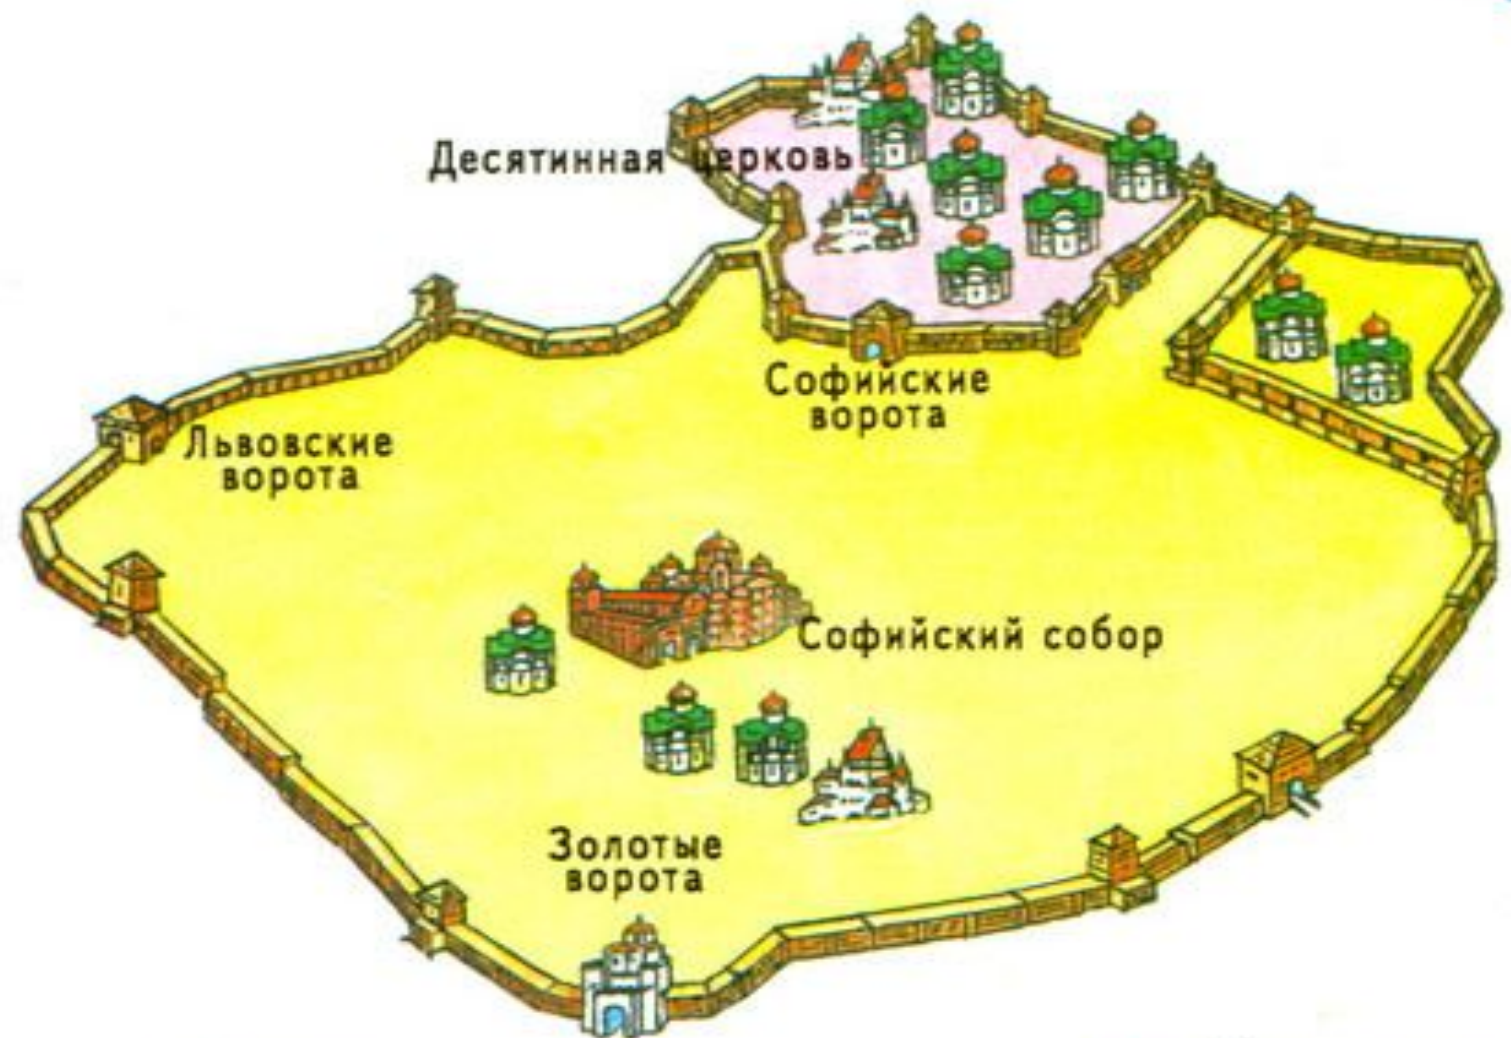 Десятинная церковь
Софийские
ворота
Львовские
ворота
Софийский собор
Золотые
ворота